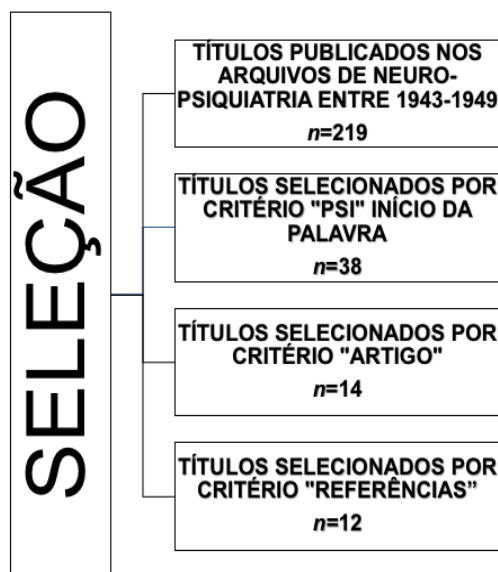 SELEÇÃO
TÍTULOS PUBLICADOS NOS
ARQUIVOS DE NEURO-
PSIQUIATRIA ENTRE 1943-1949
n=219
TÍTULOS SELECIONADOS POR
CRITÉRIO "PSI" INÍCIO DA
PALAVRA
n=38
TÍTULOS SELECIONADOS POR
CRITÉRIO "ARTIGO"
n=14
TÍTULOS SELECIONADOS POR
CRITÉRIO "REFERÊNCIAS”
n=12